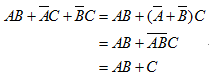 AB + A̅C + B̅C = AB + (A̅ + B̅)C
= AB + A̅B̅C
= AB + C